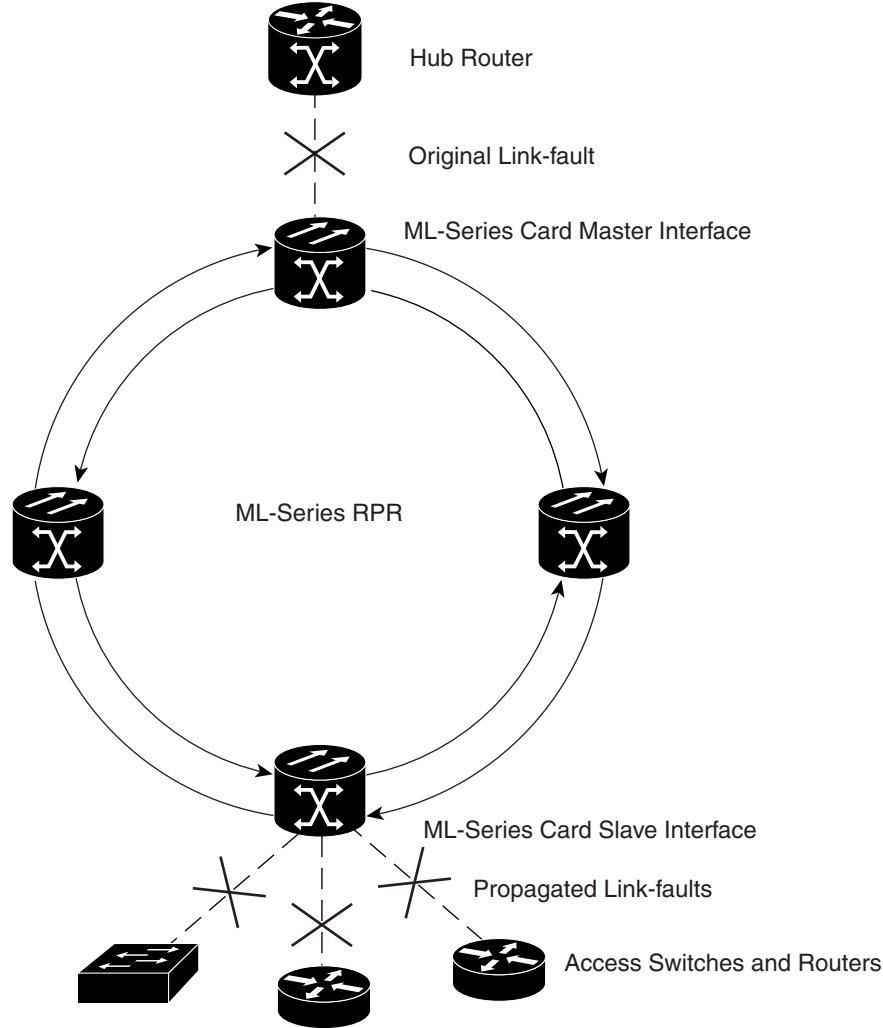 Hub Router
Original Link-fault
ML-Series Card Master Interface
ML-Series RPR
ML-Series Card Slave Interface
Propagated Link-faults
Access Switches and Routers